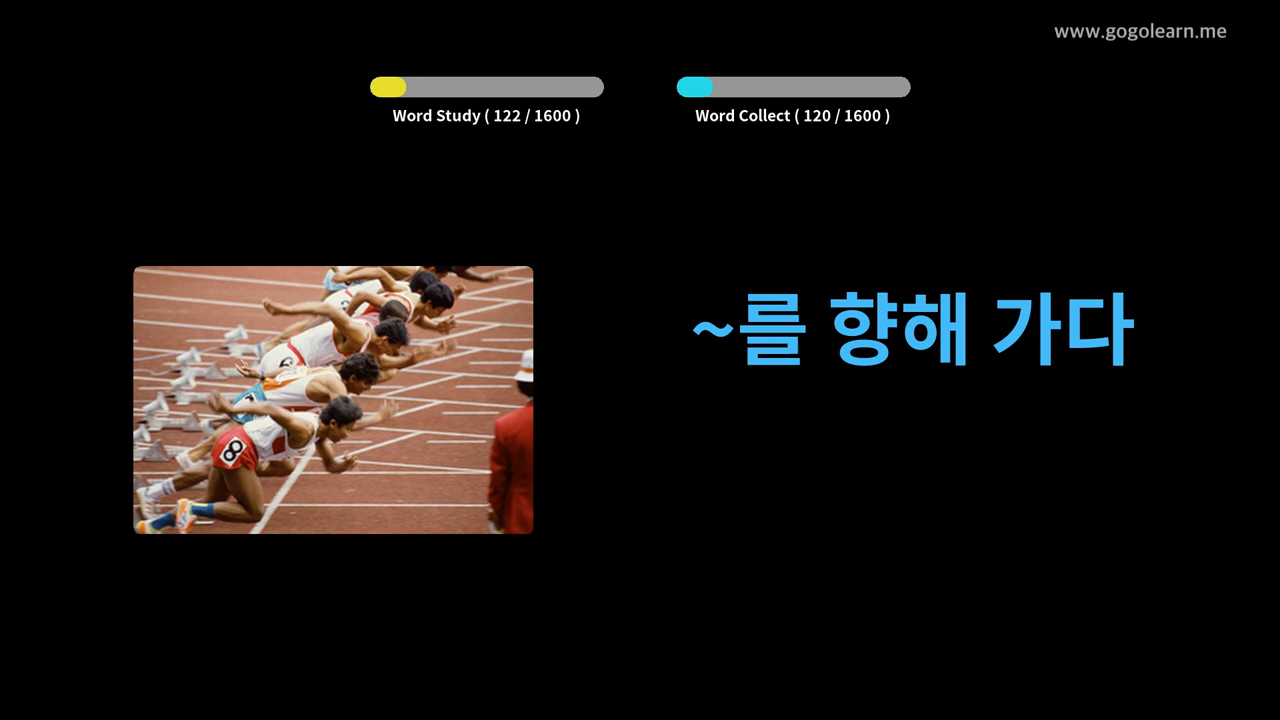 www.gogolearn.me
Word Study ( 122 / 1600 )
Word Collect ( 120 / 1600 )
~를 향해 가다
8